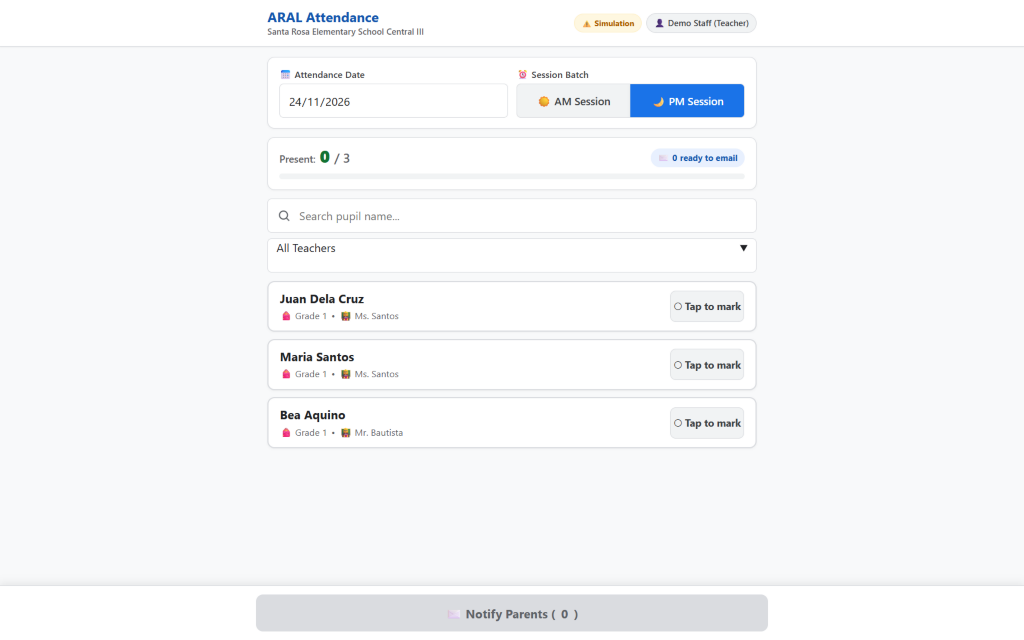 ARAL Attendance
Santa Rosa Elementary School Central III
Simulation
Demo Staff (Teacher)
Attendance Date
Session Batch
24/11/2026
AM Session
PM Session
Present: 0 / 3
0 ready to email
Search pupil name...
All Teachers
Juan Dela Cruz
Grade 1 • Ms. Santos
Tap to mark
Maria Santos
Grade 1 • Ms. Santos
Tap to mark
Bea Aquino
Grade 1 • Mr. Bautista
Tap to mark
Notify Parents ( 0 )